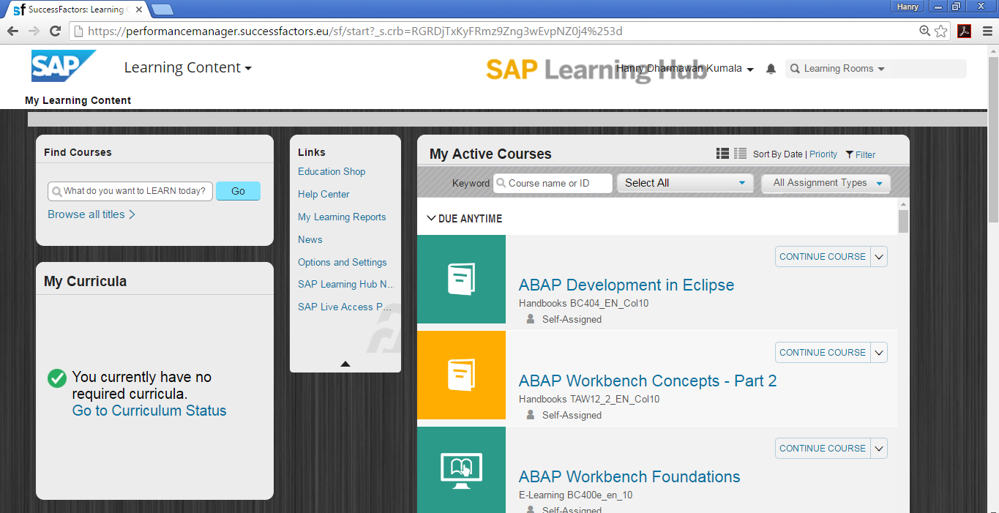 SuccessFactors: Learning C
Hanry
https://performancemanager.successfactors.eu/sf/start?_s.crb=RGRDjTxKyFRmz9Zng3wEvpNZ0j4%253d
SAP
Learning Content
SAP Learning Hub
Hanry Dharmawan Kumala
Learning Rooms
My Learning Content
Find Courses
What do you want to LEARN today?
Go
Browse all titles
My Curricula
You currently have no
required curricula.
Go to Curriculum Status
Links
Education Shop
Help Center
My Learning Reports
News
Options and Settings
SAP Learning Hub N...
SAP Live Access P...
My Active Courses
Sort By Date | Priority
Filter
Keyword
Course name or ID
Select All
All Assignment Types
DUE ANYTIME
CONTINUE COURSE
ABAP Development in Eclipse
Handbooks BC404_EN_Col10
Self-Assigned
CONTINUE COURSE
ABAP Workbench Concepts - Part 2
Handbooks TAW12_2_EN_Col10
Self-Assigned
CONTINUE COURSE
ABAP Workbench Foundations
E-Learning BC400e_en_10
Self-Assigned